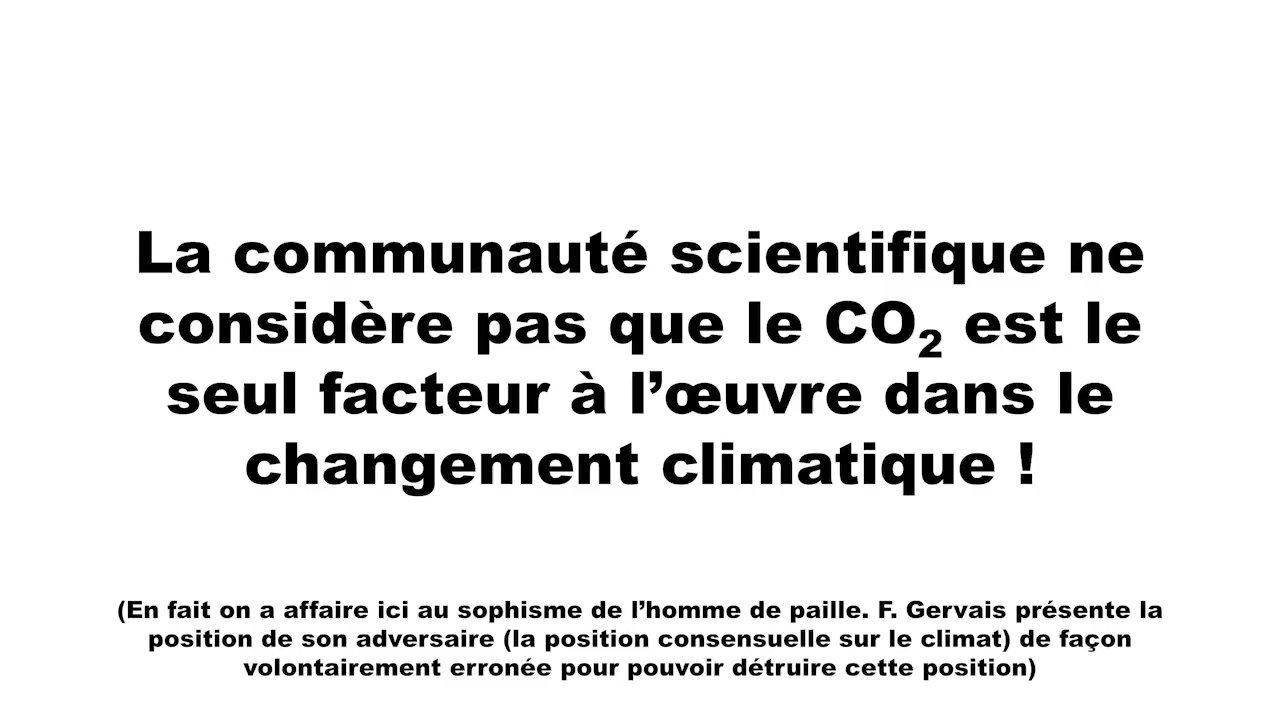 La communauté scientifique ne
considère pas que le CO₂ est le
seul facteur à l’œuvre dans le
changement climatique !
(En fait on a affaire ici au sophisme de l’homme de paille. F. Gervais présente la
position de son adversaire (la position consensuelle sur le climat) de façon
volontairement erronée pour pouvoir détruire cette position)